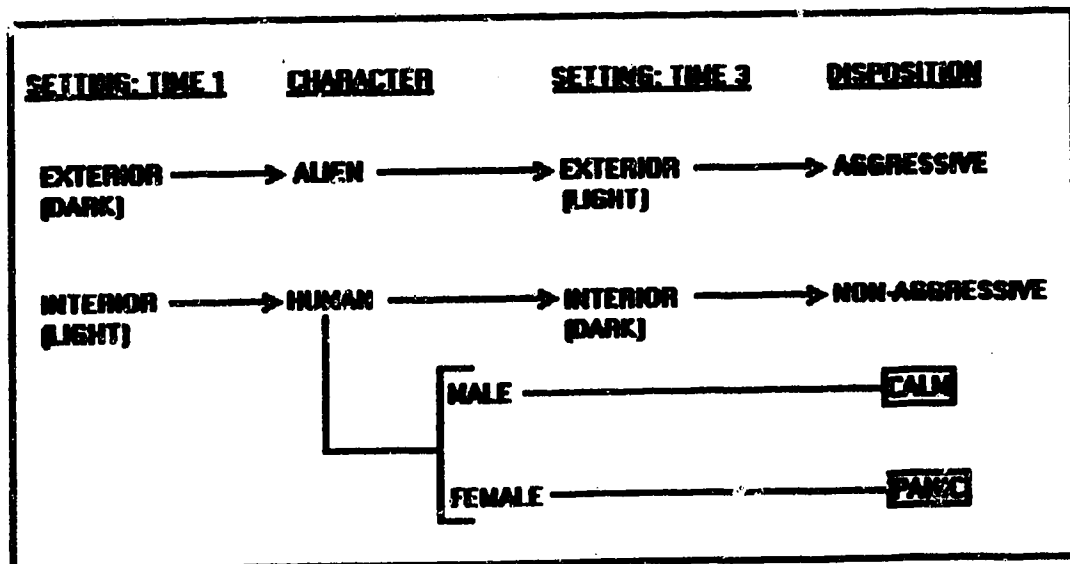 SETTING: TIME 1 CHARACTER SETTING: TIME 3 DISPOSITION
EXTERIOR ALIEN EXTERIOR AGGRESSIVE
(DARK) (LIGHT)
INTERIOR HUMAN INTERIOR NON-AGGRESSIVE
(LIGHT) (DARK)
MALE CALM
FEMALE PANIC